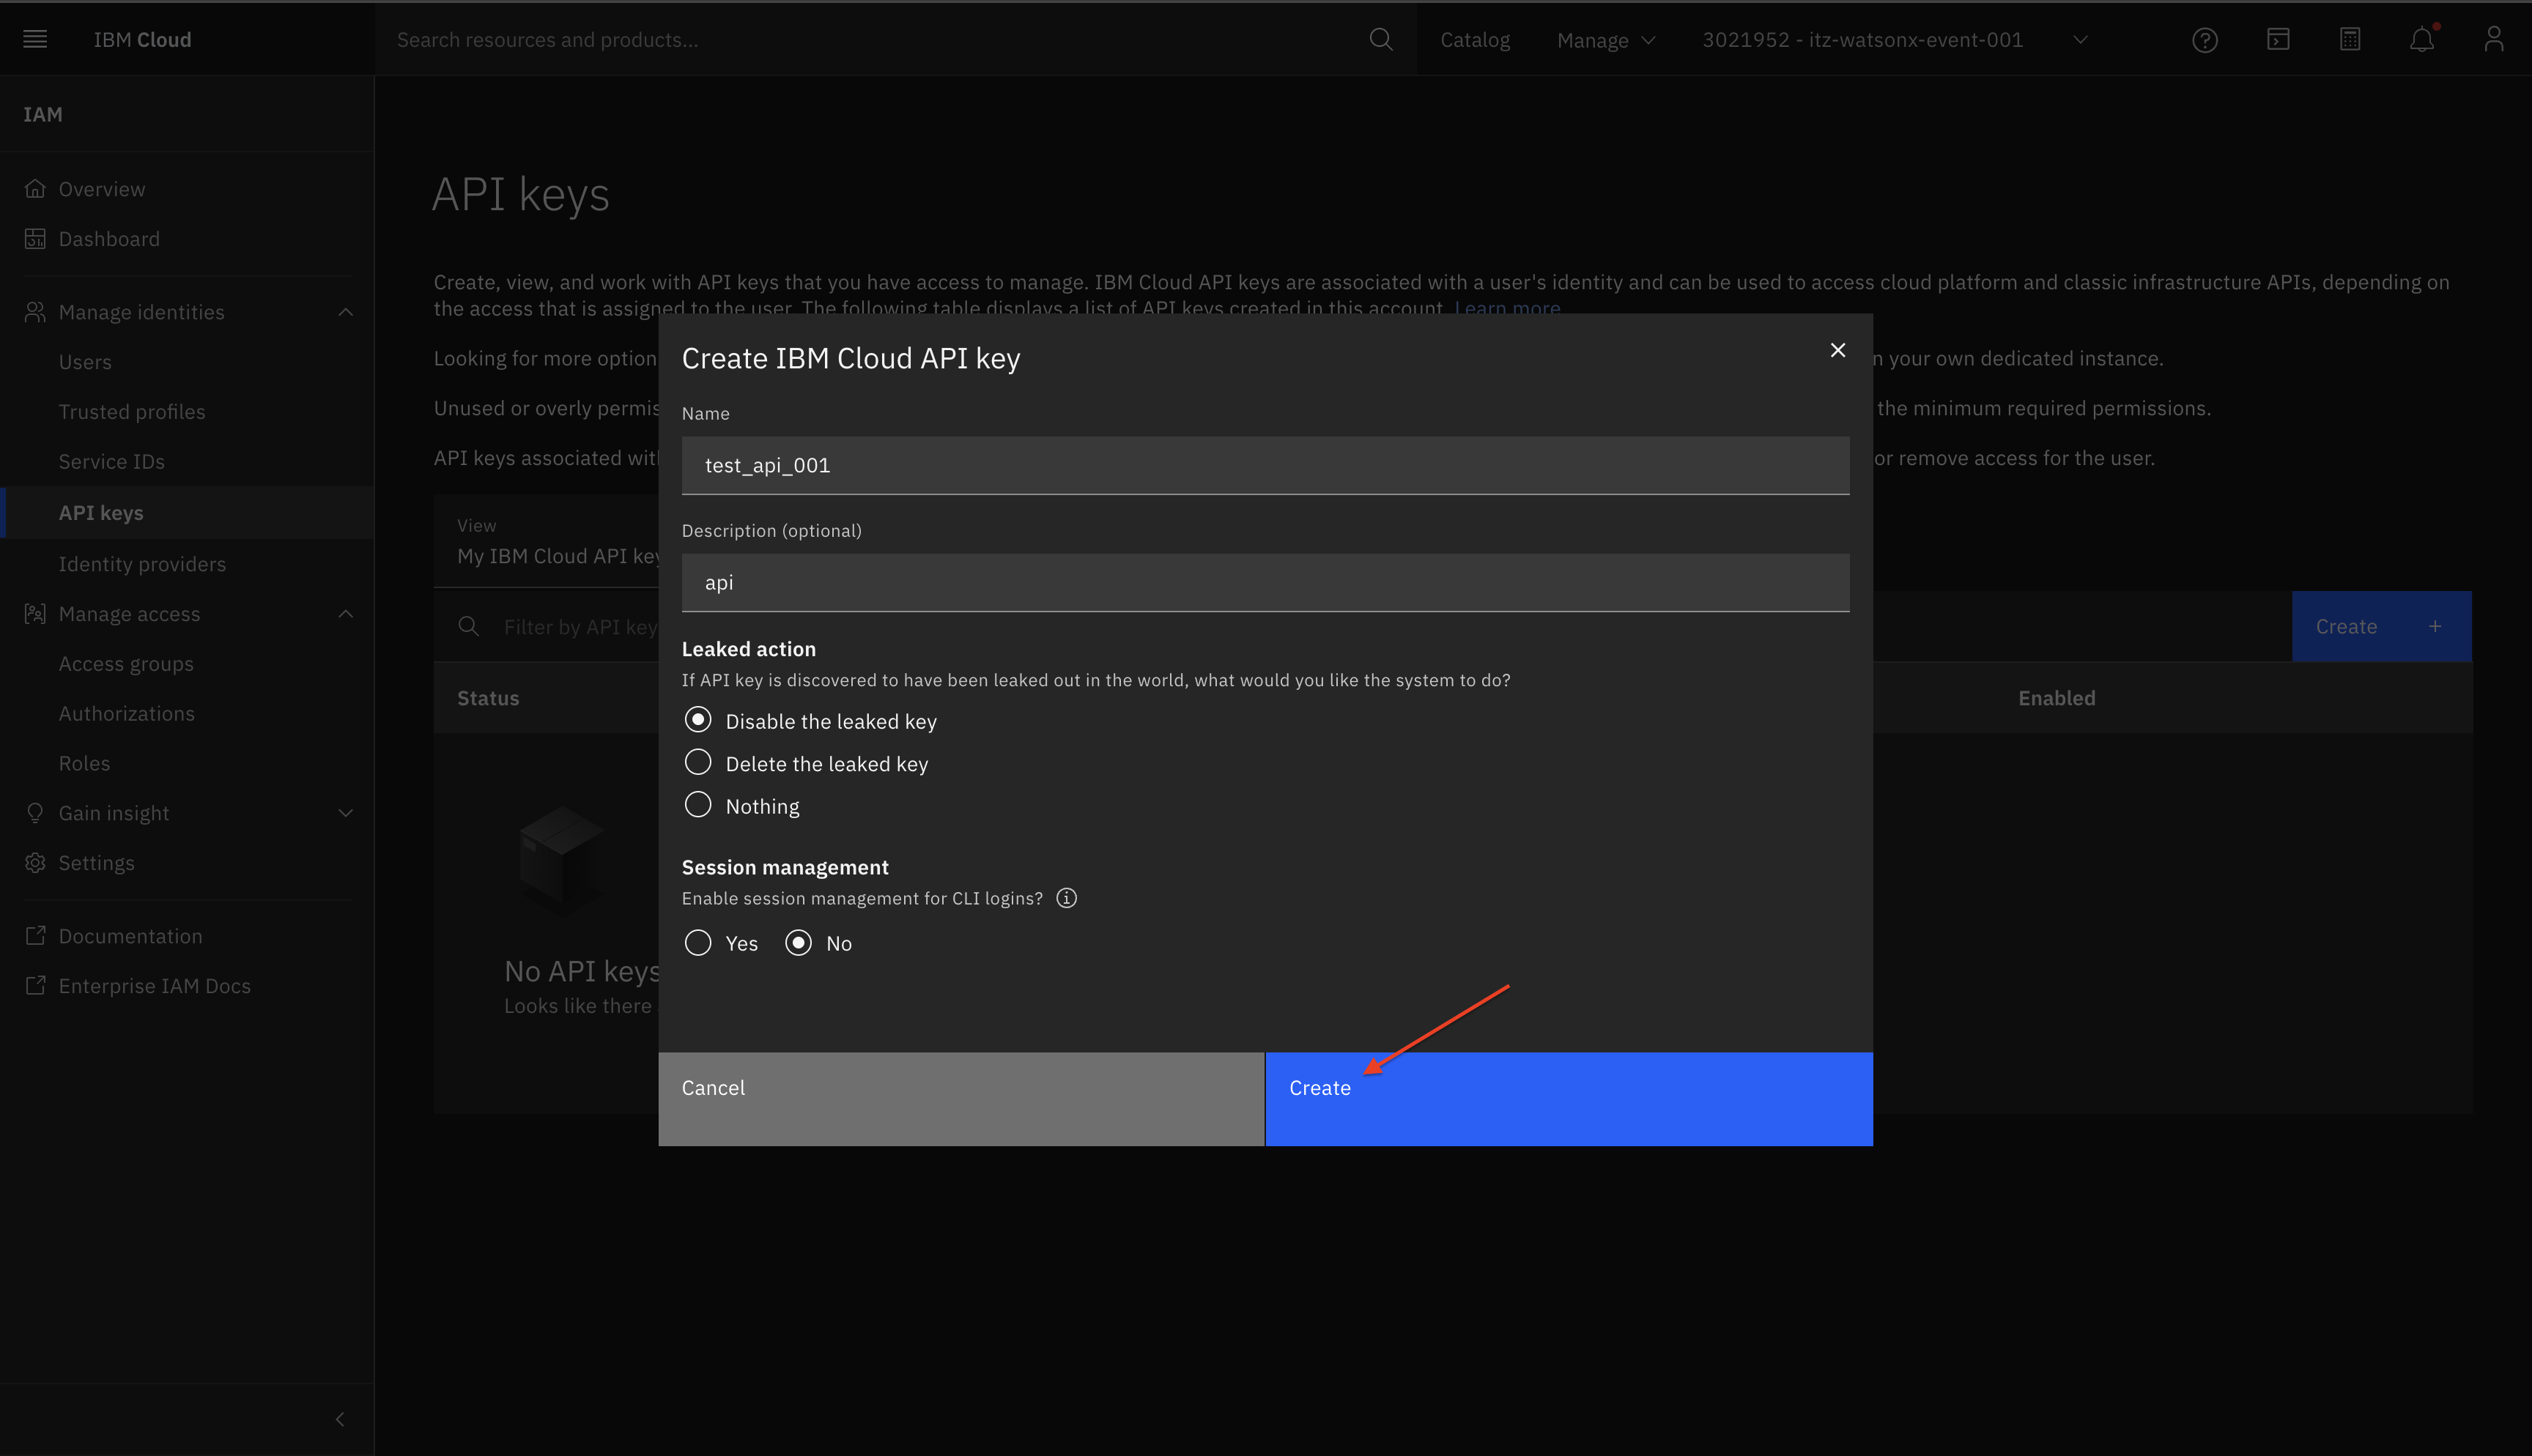 IBM Cloud
Search resources and products...
Catalog
Manage
3021952 - itz-watsonx-event-001
IAM
Overview
Dashboard
Manage identities
Users
Trusted profiles
Service IDs
API keys
Identity providers
Manage access
Access groups
Authorizations
Roles
Gain insight
Settings
Documentation
Enterprise IAM Docs
API keys
Create, view, and work with API keys that you have access to manage. IBM Cloud API keys are associated with a user's identity and can be used to access cloud platform and classic infrastructure APIs, depending on
the access that is assigned to the user. The following table displays a list of API keys created in this account. Learn more
Looking for more option
n your own dedicated instance.
Unused or overly permis
the minimum required permissions.
API keys associated with
or remove access for the user.
View
My IBM Cloud API key
Filter by API key
Create +
Status
Enabled
No API keys
Looks like there
Create IBM Cloud API key
Name
test_api_001
Description (optional)
api
Leaked action
If API key is discovered to have been leaked out in the world, what would you like the system to do?
Disable the leaked key
Delete the leaked key
Nothing
Session management
Enable session management for CLI logins?
Yes
No
Cancel
Create